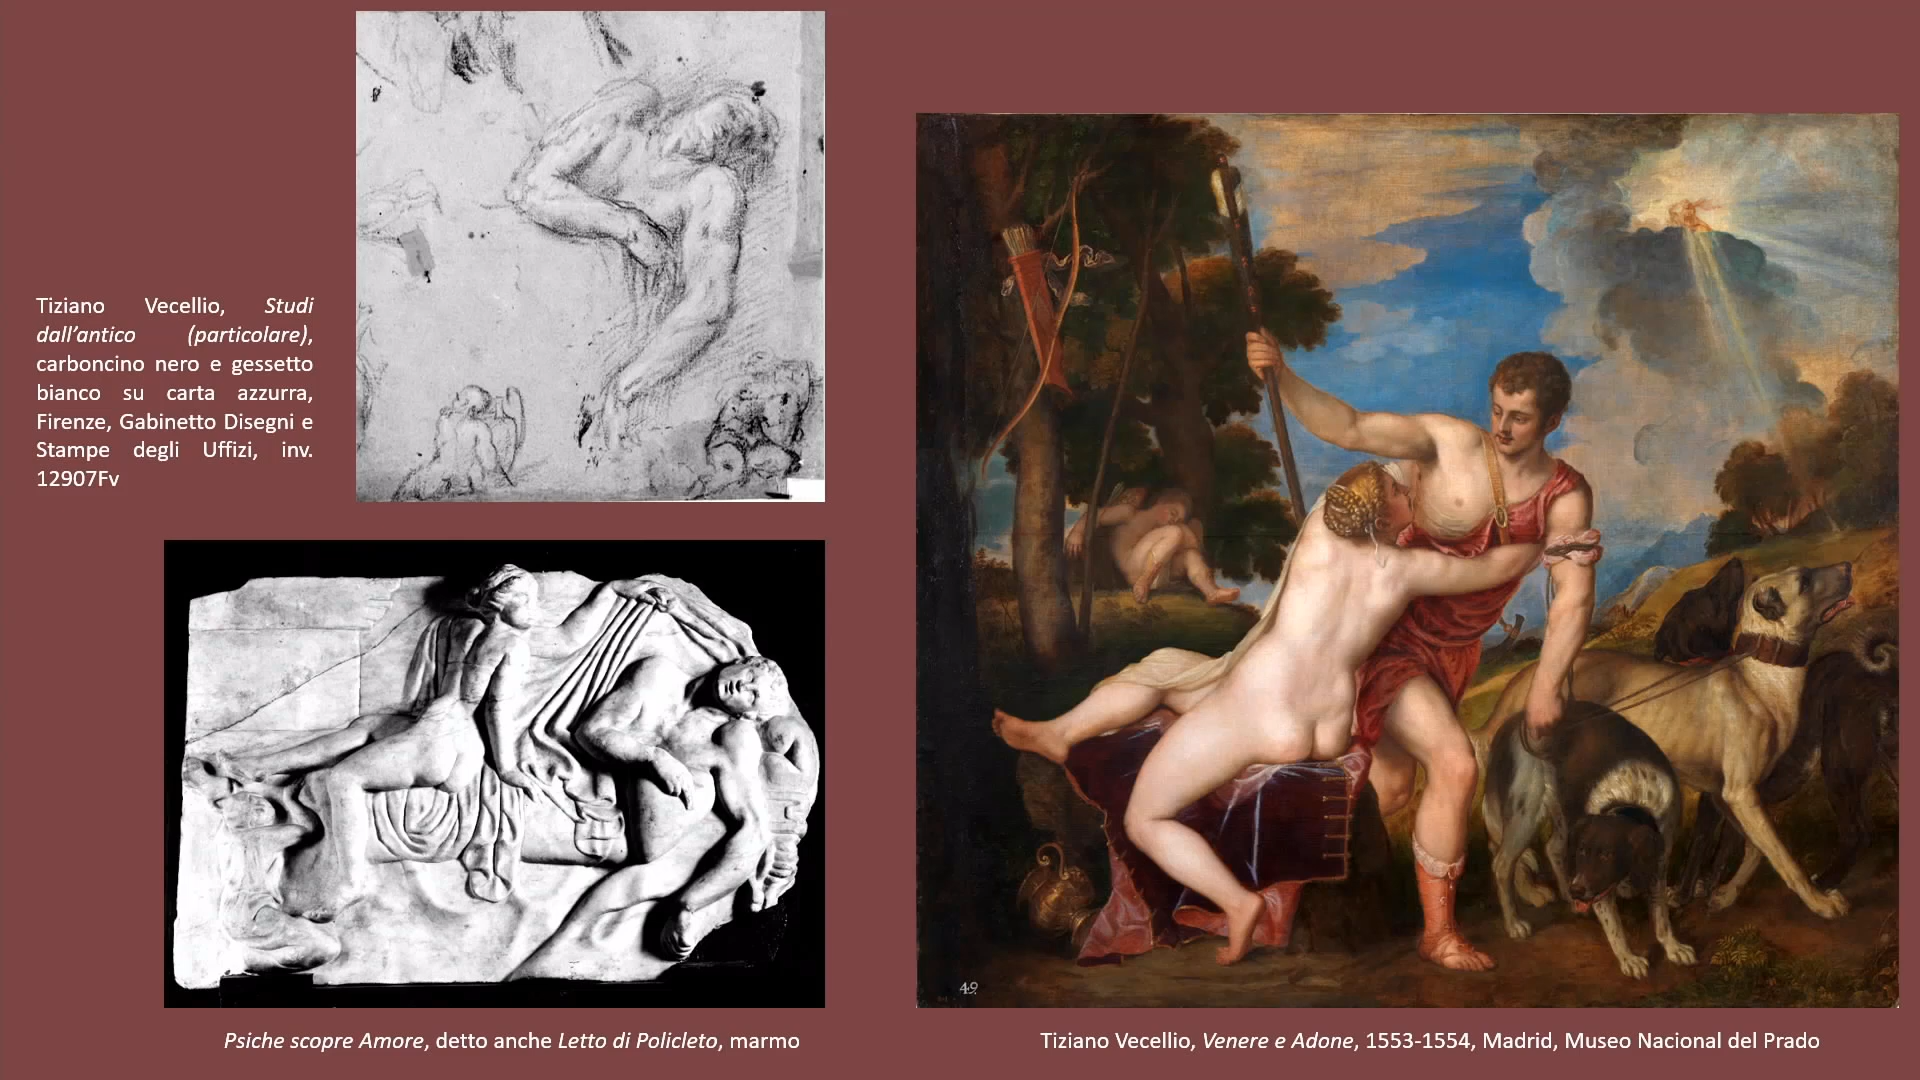 Tiziano Vecellio, Studi
dall’antico (particolare),
carboncino nero e gessetto
bianco su carta azzurra,
Firenze, Gabinetto Disegni e
Stampe degli Uffizi, inv.
12907Fv
49
Psiche scopre Amore, detto anche Letto di Policleto, marmo
Tiziano Vecellio, Venere e Adone, 1553-1554, Madrid, Museo Nacional del Prado